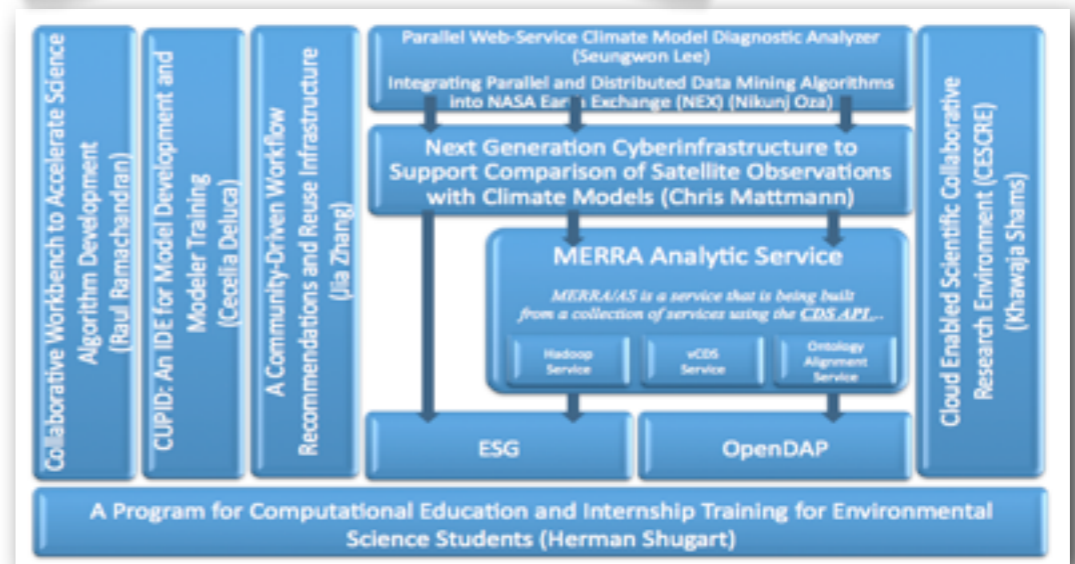 Collaborative Workbench to Accelerate Science
Algorithm Development
(Raul Ramachandran)
CUPID: An IDE for Model Development and
Modeler Training
(Cecelia Deluca)
A Community-Driven Workflow
Recommendations and Reuse Infrastructure
(Jia Zhang)
Parallel Web-Service Climate Model Diagnostic Analyzer
(Seungwon Lee)
Integrating Parallel and Distributed Data Mining Algorithms
into NASA Earth Exchange (NEX) (Nikunj Oza)
Next Generation Cyberinfrastructure to
Support Comparison of Satellite Observations
with Climate Models (Chris Mattmann)
MERRA Analytic Service
MERRA/AS is a service that is being built
from a collection of services using the CDS API...
Hadoop
Service
vCDS
Service
Ontology
Alignment
Service
ESG
OpenDAP
Cloud Enabled Scientific Collaborative
Research Environment (CESCRE)
(Khawaja Shams)
A Program for Computational Education and Internship Training for Environmental
Science Students (Herman Shugart)